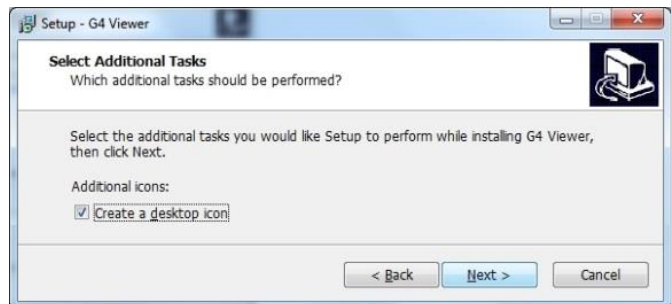 Setup - G4 Viewer
Select Additional Tasks
Which additional tasks should be performed?
Select the additional tasks you would like Setup to perform while installing G4 Viewer,
then click Next.
Additional icons:
Create a desktop icon
< Back
Next >
Cancel